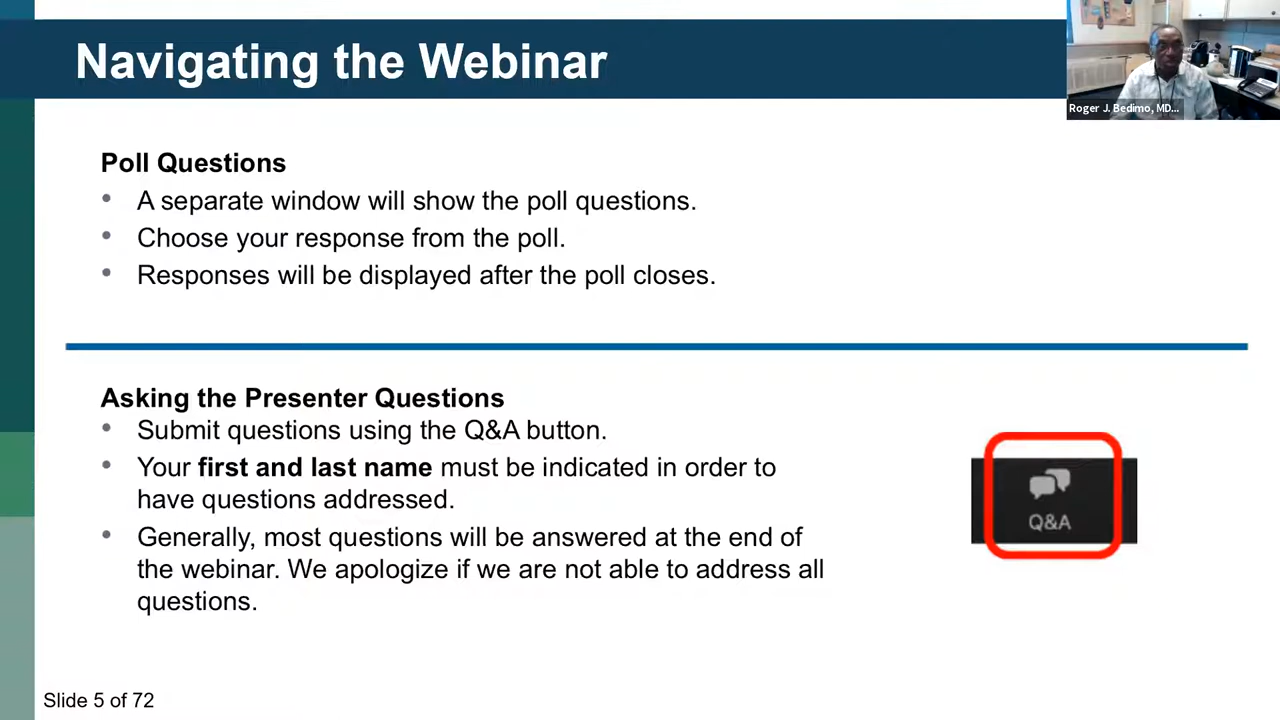 Navigating the Webinar
Roger J. Bedimo, MD...
Poll Questions
• A separate window will show the poll questions.
• Choose your response from the poll.
• Responses will be displayed after the poll closes.
Asking the Presenter Questions
• Submit questions using the Q&A button.
• Your first and last name must be indicated in order to
have questions addressed.
• Generally, most questions will be answered at the end of
the webinar. We apologize if we are not able to address all
questions.
Q&A
Slide 5 of 72